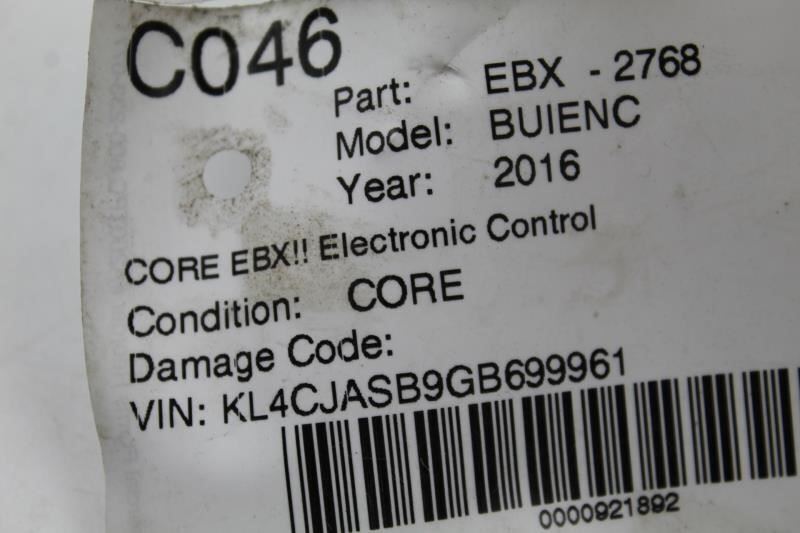 C046
Part: EBX - 2768
Model: BUIENC
Year: 2016
CORE EBX!! Electronic Control
Condition: CORE
Damage Code:
VIN: KL4CJASB9GB699961
0000921892